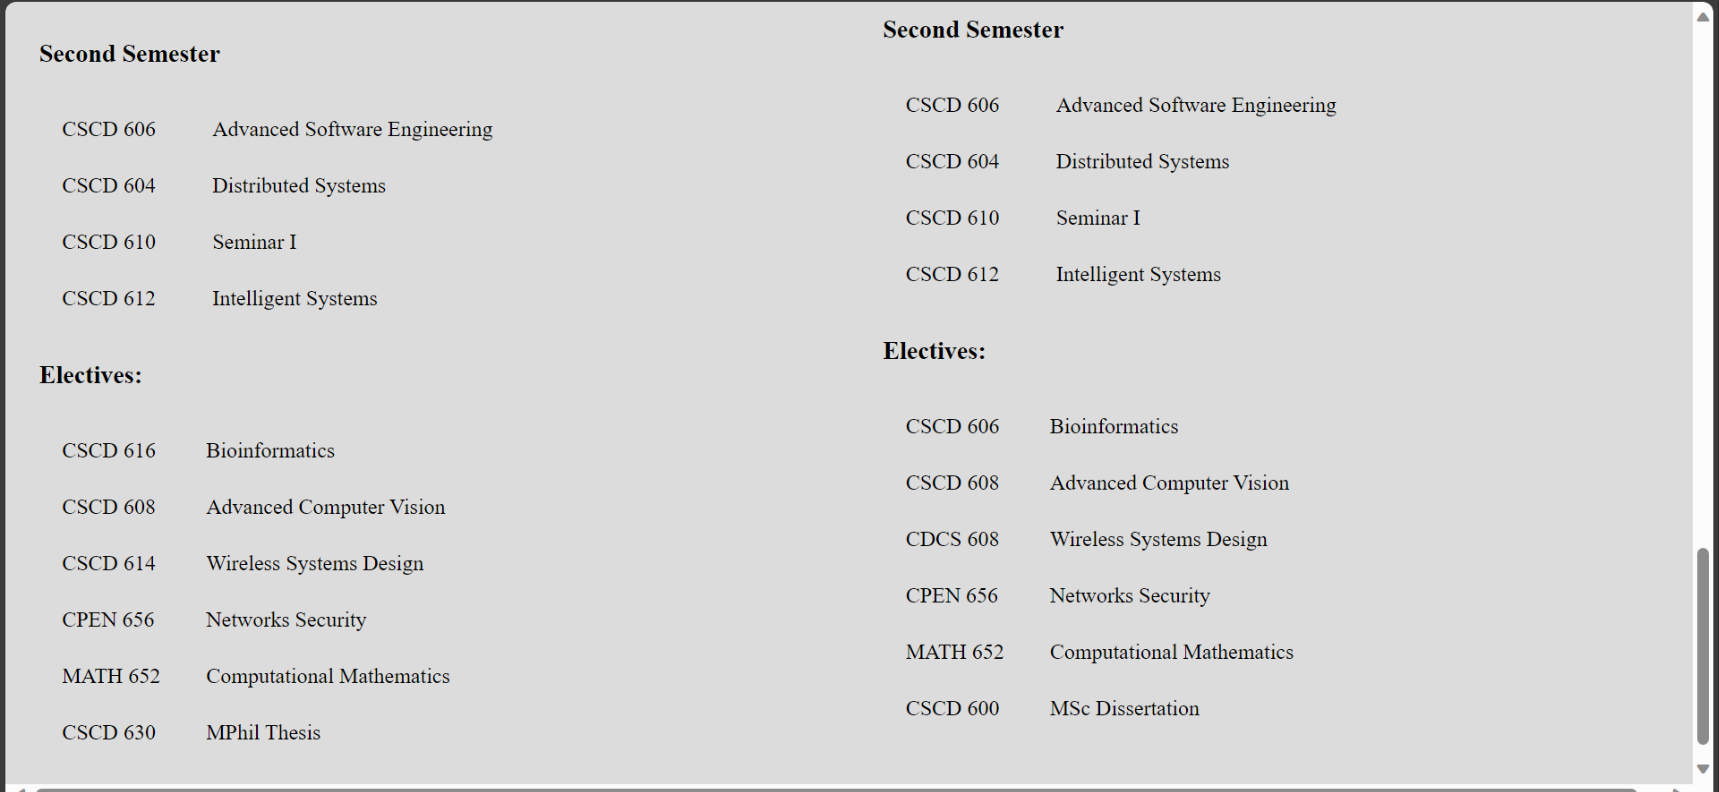 Second Semester
CSCD 606 Advanced Software Engineering
CSCD 604 Distributed Systems
CSCD 610 Seminar I
CSCD 612 Intelligent Systems
Electives:
CSCD 616 Bioinformatics
CSCD 608 Advanced Computer Vision
CSCD 614 Wireless Systems Design
CPEN 656 Networks Security
MATH 652 Computational Mathematics
CSCD 630 MPhil Thesis
Second Semester
CSCD 606 Advanced Software Engineering
CSCD 604 Distributed Systems
CSCD 610 Seminar I
CSCD 612 Intelligent Systems
Electives:
CSCD 606 Bioinformatics
CSCD 608 Advanced Computer Vision
CDCS 608 Wireless Systems Design
CPEN 656 Networks Security
MATH 652 Computational Mathematics
CSCD 600 MSc Dissertation